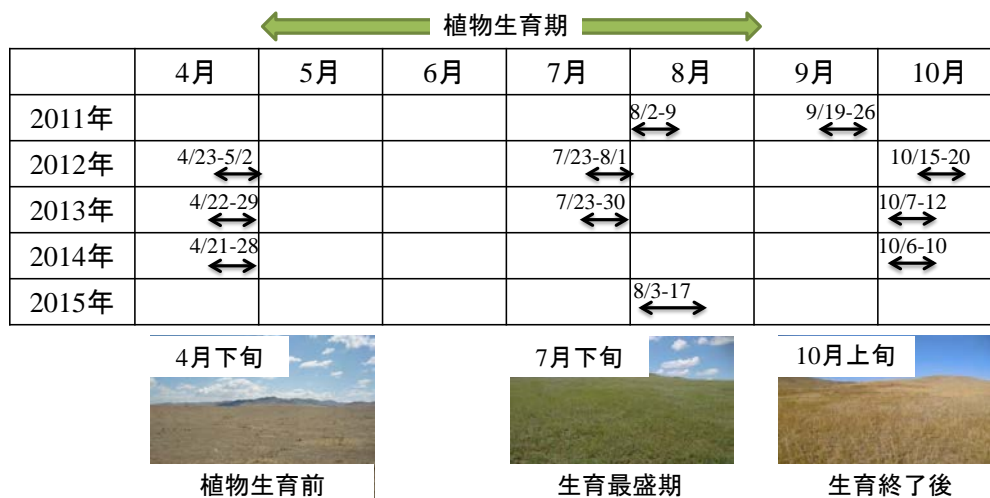 植物生育期
4月 5月 6月 7月 8月 9月 10月
2011年 8/2-9 9/19-26
2012年 4/23-5/2 7/23-8/1 10/15-20
2013年 4/22-29 7/23-30 10/7-12
2014年 4/21-28 10/6-10
2015年 8/3-17
4月下旬 7月下旬 10月上旬
植物生育前 生育最盛期 生育終了後